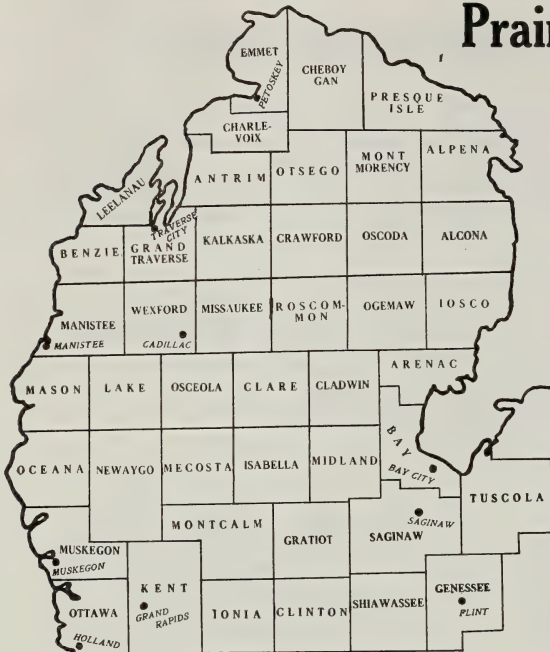 Prair
EMMET
PETOSKEY
CHEBOY
GAN
PRESQUE
ISLE
CHARLE-
VOIX
LEELANAU
ANTRIM
OTSEGO
MONT
MORENCY
ALPENA
TRAVERSE
CITY
BENZIE
GRAND
TRAVERSE
KALKASKA
CRAWFORD
OSCODA
ALCONA
MANISTEE
MANISTEE
WEXFORD
CADILLAC
MISSAUKEE
ROSCOM-
MON
OGEMAW
IOSCO
ARENAC
MASON
LAKE
OSCEOLA
CLARE
CLADWIN
BAY
BAY CITY
OCEANA
NEWAYGO
MECOSTA
ISABELLA
MIDLAND
TUSCOLA
MONTCALM
GRATIOT
SAGINAW
SAGINAW
MUSKEGON
MUSKEGON
KENT
GRAND
RAPIDS
OTTAWA
HOLLAND
IONIA
CLINTON
SHIAWASSEE
GENESSEE
FLINT